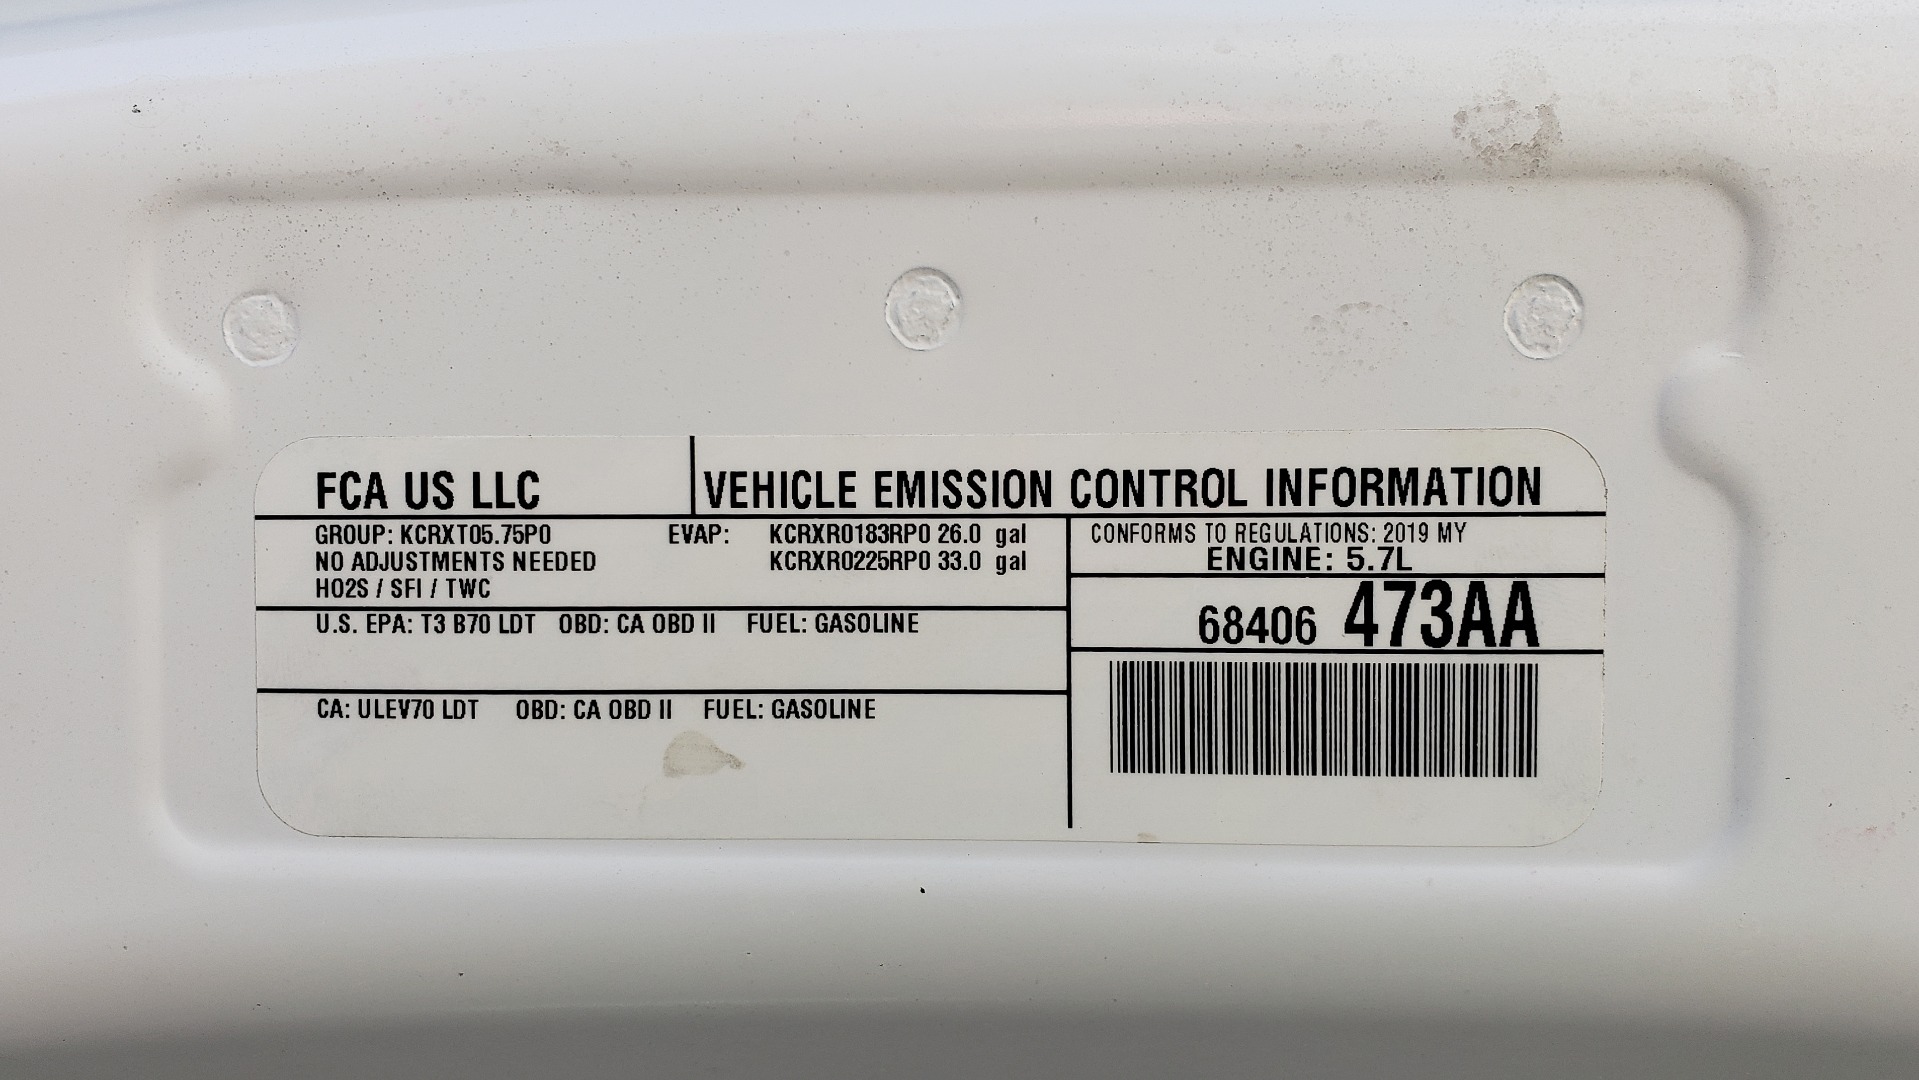 FCA US LLC
VEHICLE EMISSION CONTROL INFORMATION
GROUP: KCRXT05.75P0 EVAP: KCRXR0183RP0 26.0 gal
NO ADJUSTMENTS NEEDED KCRXR0225RP0 33.0 gal
HO2S / SFI / TWC
CONFORMS TO REGULATIONS: 2019 MY
ENGINE: 5.7L
68406 473AA
U.S. EPA: T3 B70 LDT OBD: CA OBD II FUEL: GASOLINE
CA: ULEV70 LDT OBD: CA OBD II FUEL: GASOLINE